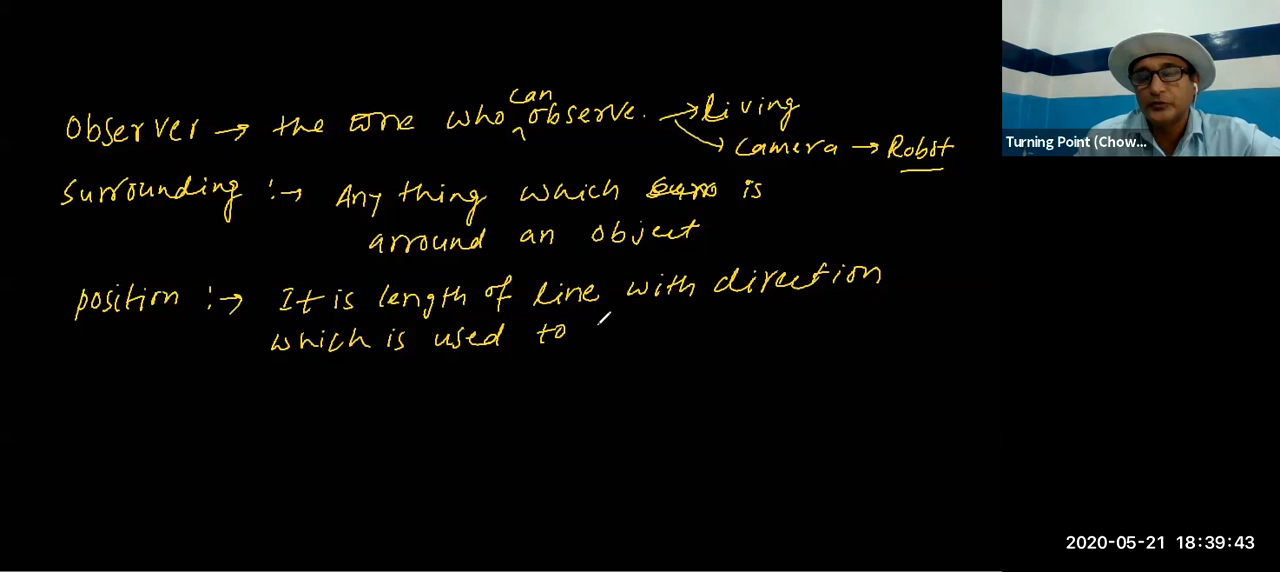 Observer → the one who can observe. → Living
→ Camera → Robot
Surrounding :→ Any thing which is
arround an object
position :→ It is length of line with direction
which is used to
Turning Point (Chow...
2020-05-21 18:39:43